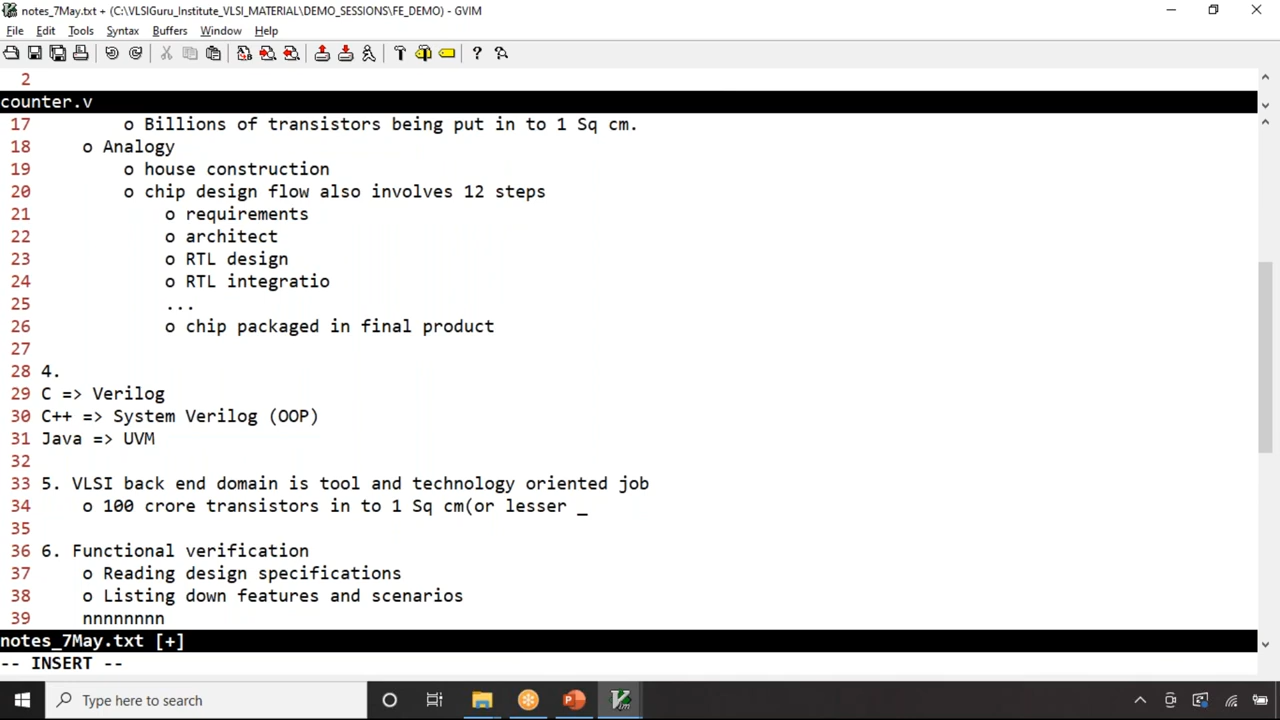 notes_7May.txt + (C:\VLSIGuru_Institute_VLSI_MATERIAL\DEMO_SESSIONS\FE_DEMO) - GVIM
File Edit Tools Syntax Buffers Window Help
2
counter.v
17 o Billions of transistors being put in to 1 Sq cm.
18 o Analogy
19 o house construction
20 o chip design flow also involves 12 steps
21 o requirements
22 o architect
23 o RTL design
24 o RTL integratio
25 ...
26 o chip packaged in final product
27
28 4.
29 C => Verilog
30 C++ => System Verilog (OOP)
31 Java => UVM
32
33 5. VLSI back end domain is tool and technology oriented job
34 o 100 crore transistors in to 1 Sq cm(or lesser _
35
36 6. Functional verification
37 o Reading design specifications
38 o Listing down features and scenarios
39 nnnnnnnn
notes_7May.txt [+]
-- INSERT --
Type here to search